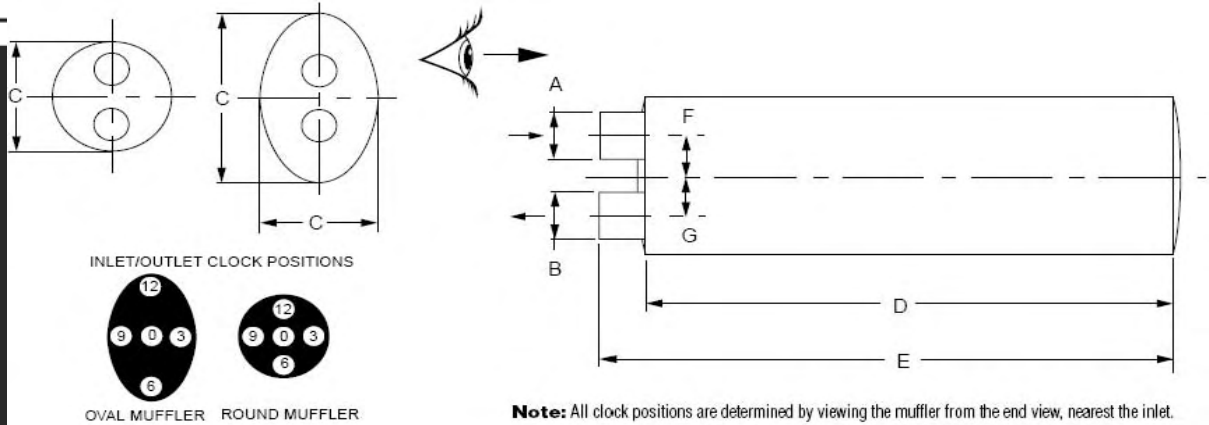 C
C
C
A
F
G
B
D
E
INLET/OUTLET CLOCK POSITIONS
12
9 0 3
6
12
9 0 3
6
OVAL MUFFLER ROUND MUFFLER
Note: All clock positions are determined by viewing the muffler from the end view, nearest the inlet.